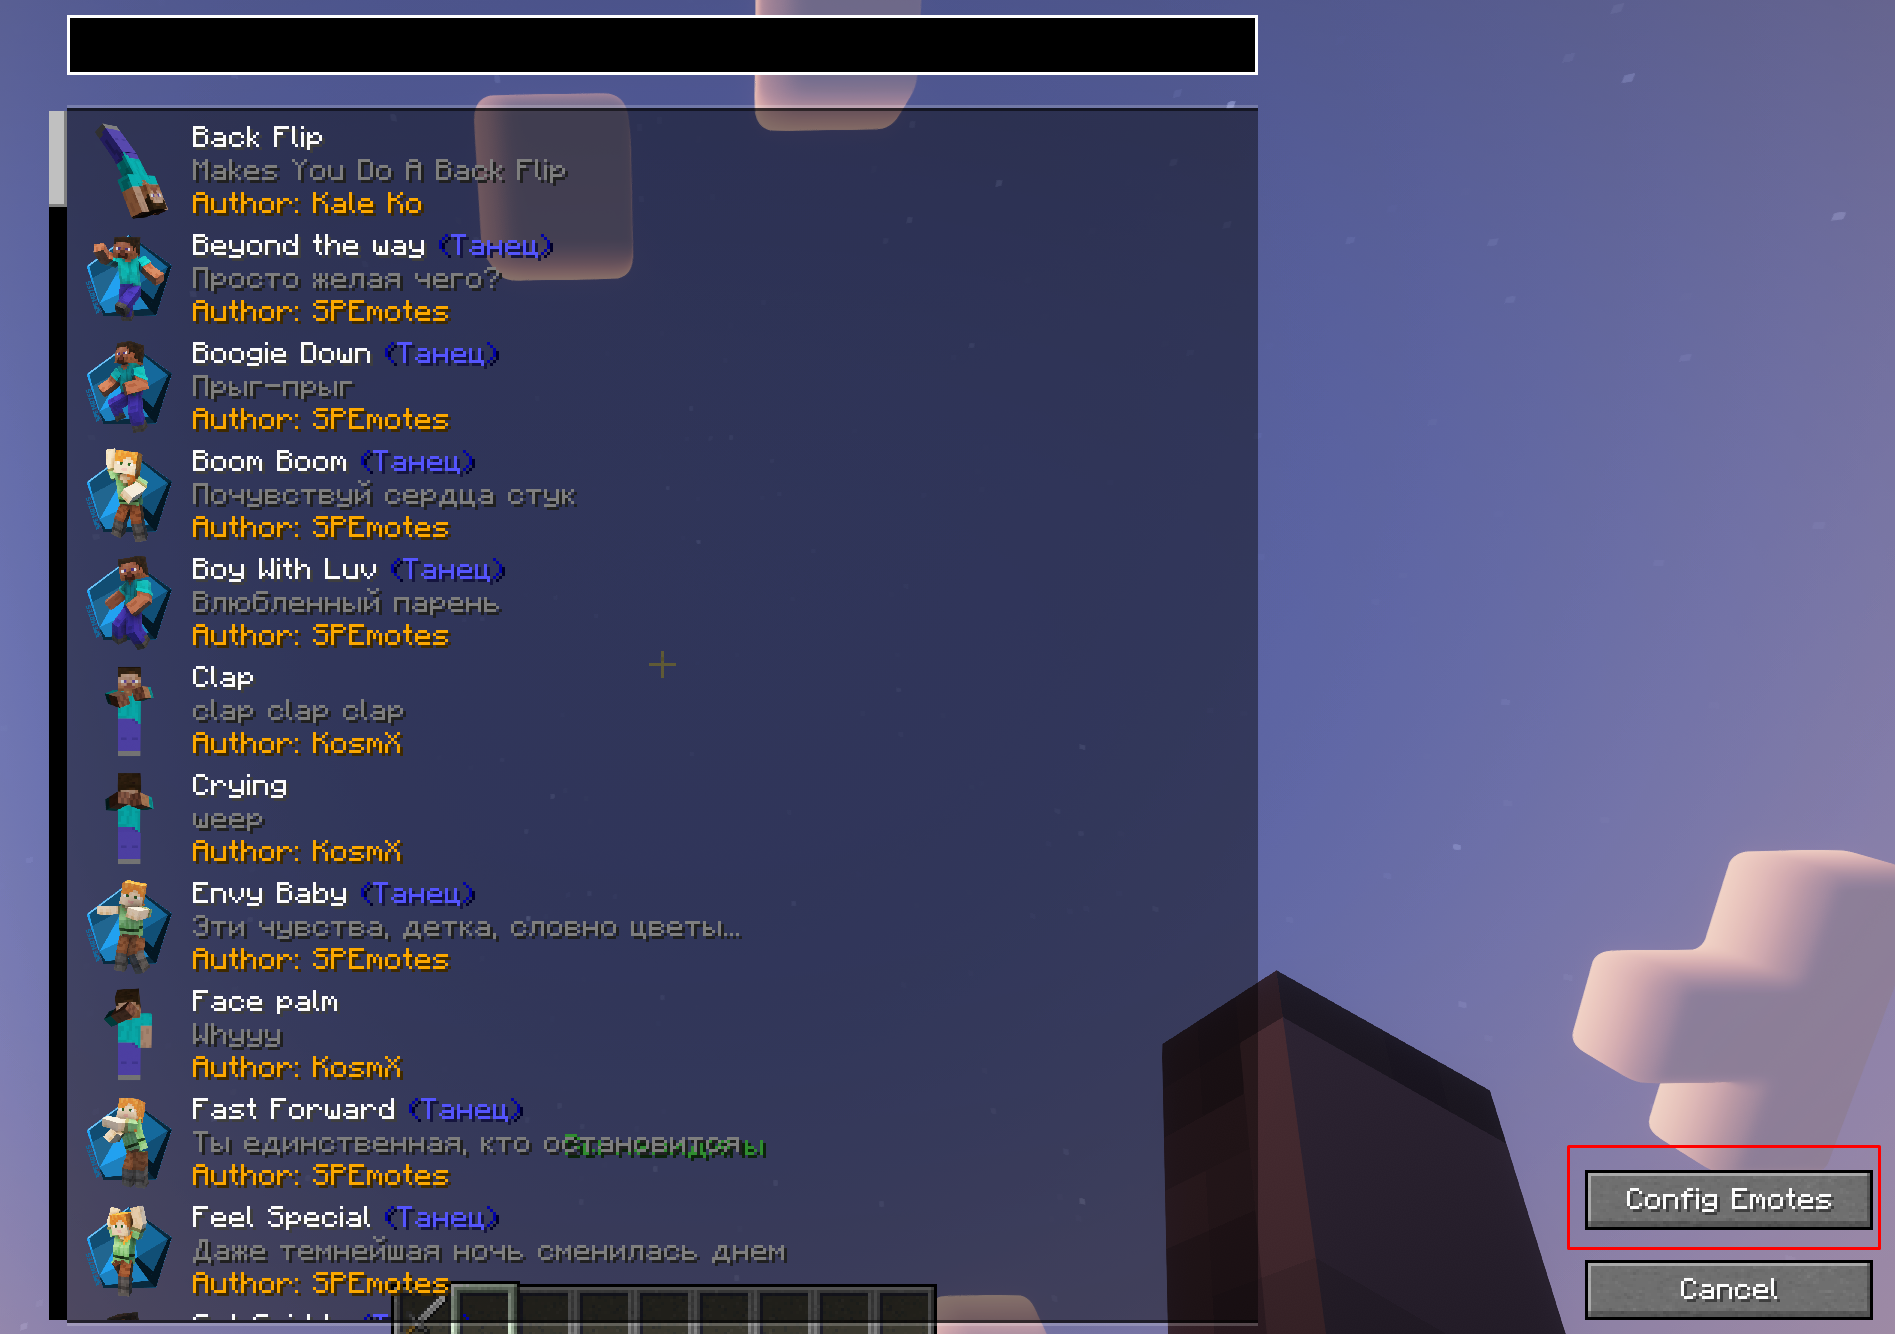 Back Flip
Makes You Do A Back Flip
Author: Kale Ko
Beyond the way (Танец)
Просто желая чего?
Author: SPEmotes
Boogie Down (Танец)
Прыг-прыг
Author: SPEmotes
Boom Boom (Танец)
Почувствуй сердца стук
Author: SPEmotes
Boy With Luv (Танец)
Влюбленный парень
Author: SPEmotes
Clap
clap clap clap
Author: KosmX
Crying
weep
Author: KosmX
Envy Baby (Танец)
Эти чувства, детка, словно цветы...
Author: SPEmotes
Face palm
Whyyy
Author: KosmX
Fast Forward (Танец)
Ты единственная, кто остановится
Author: SPEmotes
Feel Special (Танец)
Даже темнейшая ночь сменилась днем
Author: SPEmotes
Config Emotes
Cancel